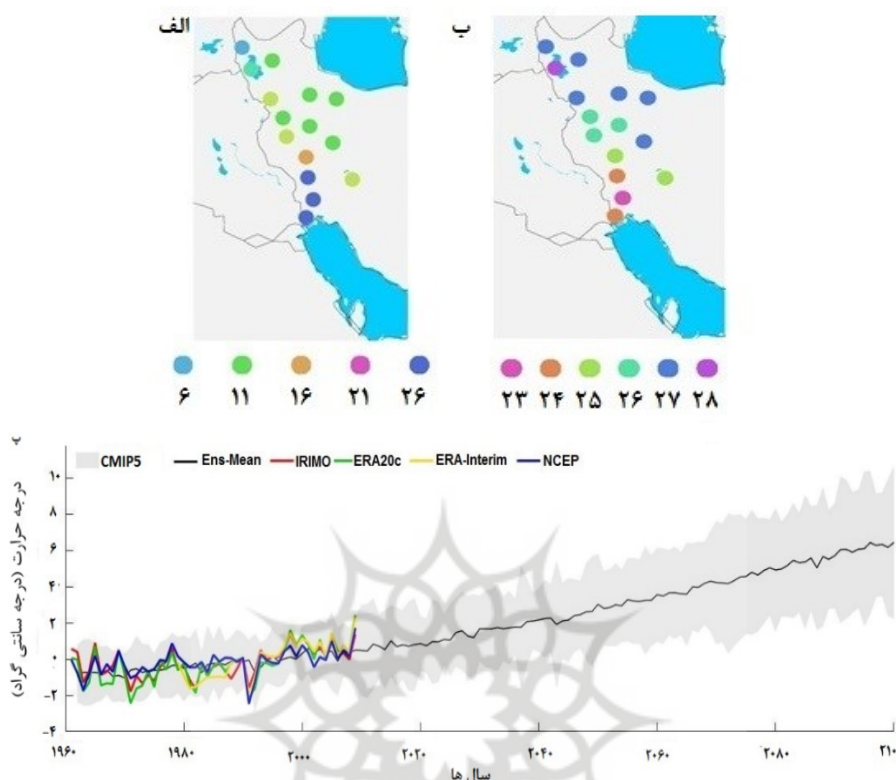 الف
ب
۶ ۱۱ ۱۶ ۲۱ ۲۶
۲۳ ۲۴ ۲۵ ۲۶ ۲۷ ۲۸
CMIP5 Ens-Mean IRIMO ERA20c ERA-Interim NCEP
درجه حرارت (درجه سانتی گراد)
۱۰
۶
۴
۲
۰
-۲
-۴
۱۹۶۰ ۱۹۸۰ ۲۰۰۰ ۲۰۲۰ ۲۰۴۰ ۲۰۶۰ ۲۰۸۰ ۲۱۰
سال ها